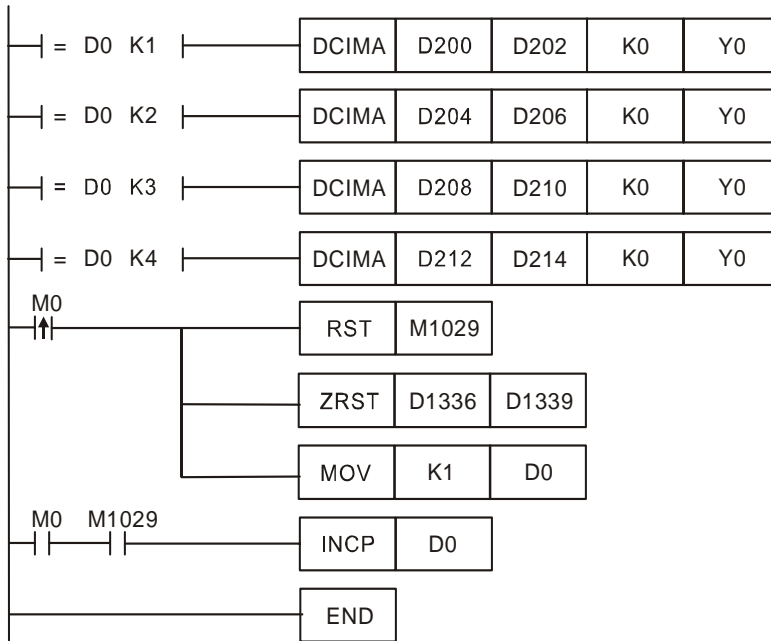 = D0 K1 DCIMA D200 D202 K0 Y0
= D0 K2 DCIMA D204 D206 K0 Y0
= D0 K3 DCIMA D208 D210 K0 Y0
= D0 K4 DCIMA D212 D214 K0 Y0
M0
RST M1029
ZRST D1336 D1339
MOV K1 D0
M0 M1029
INCP D0
END